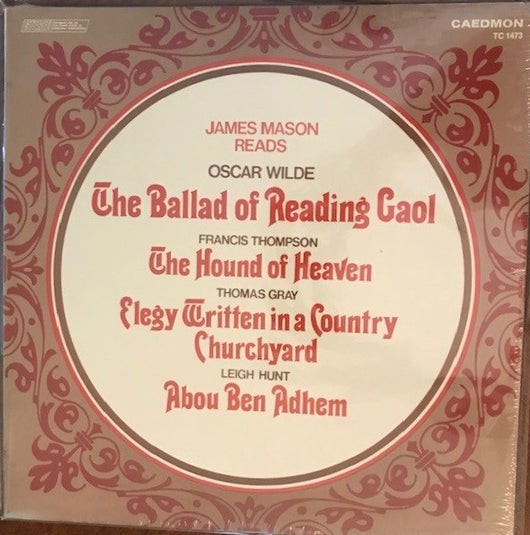 CAEDMON
TC 1473
JAMES MASON
READS
OSCAR WILDE
The Ballad of Reading Gaol
FRANCIS THOMPSON
The Hound of Heaven
THOMAS GRAY
Elegy Written in a Country
Churchyard
LEIGH HUNT
Abou Ben Adhem